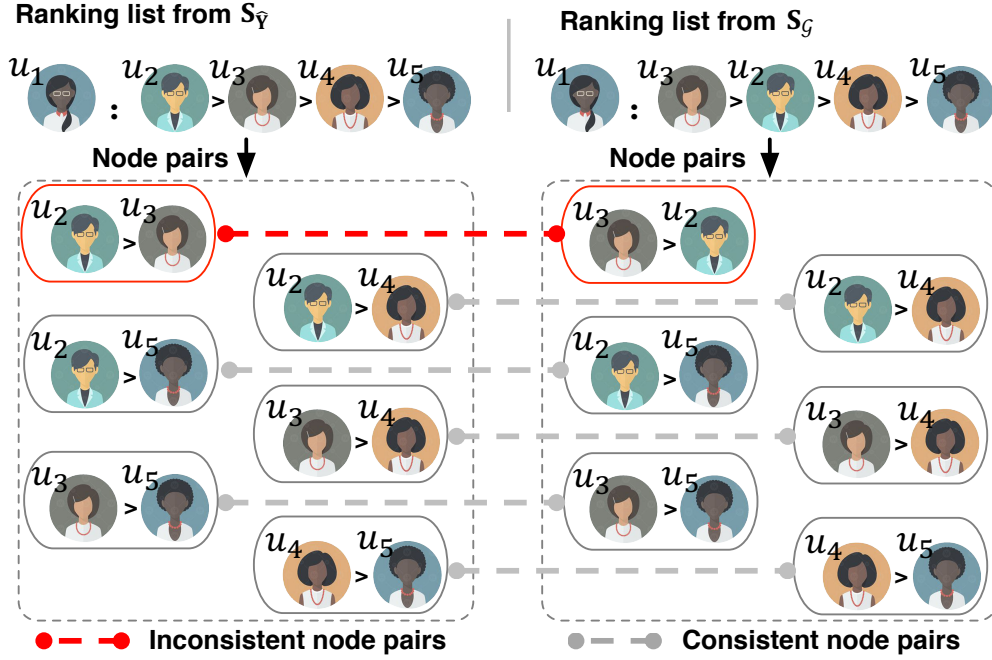 Ranking list from S_Ŷ
Ranking list from S_𝒢
u₁ : u₂ > u₃ > u₄ > u₅
u₁ : u₃ > u₂ > u₄ > u₅
Node pairs
Node pairs
u₂ > u₃
u₃ > u₂
u₂ > u₄
u₂ > u₄
u₂ > u₅
u₂ > u₅
u₃ > u₄
u₃ > u₄
u₃ > u₅
u₃ > u₅
u₄ > u₅
u₄ > u₅
Inconsistent node pairs
Consistent node pairs